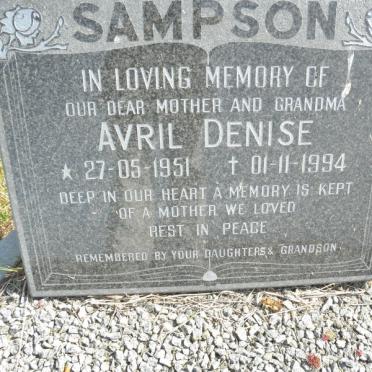 SAMPSON
IN LOVING MEMORY OF
OUR DEAR MOTHER AND GRANDMA
AVRIL DENISE
★ 27-05-1951 † 01-11-1994
DEEP IN OUR HEART A MEMORY IS KEPT
OF A MOTHER WE LOVED
REST IN PEACE
REMEMBERED BY YOUR DAUGHTERS & GRANDSON